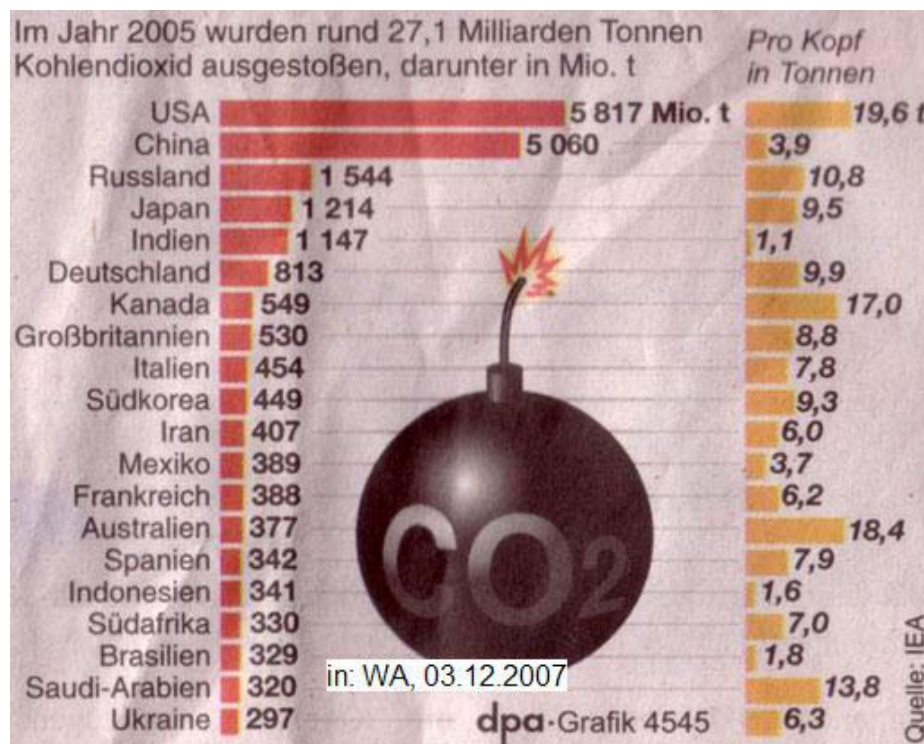 Im Jahr 2005 wurden rund 27,1 Milliarden Tonnen
Kohlendioxid ausgestoßen, darunter in Mio. t
Pro Kopf
in Tonnen
USA 5 817 Mio. t 19,6 t
China 5 060 3,9
Russland 1 544 10,8
Japan 1 214 9,5
Indien 1 147 1,1
Deutschland 813 9,9
Kanada 549 17,0
Großbritannien 530 8,8
Italien 454 7,8
Südkorea 449 9,3
Iran 407 6,0
Mexiko 389 3,7
Frankreich 388 6,2
Australien 377 18,4
Spanien 342 7,9
Indonesien 341 1,6
Südafrika 330 7,0
Brasilien 329 1,8
Saudi-Arabien 320 13,8
Ukraine 297 6,3
CO2
in: WA, 03.12.2007
dpa·Grafik 4545
Quelle: IEA